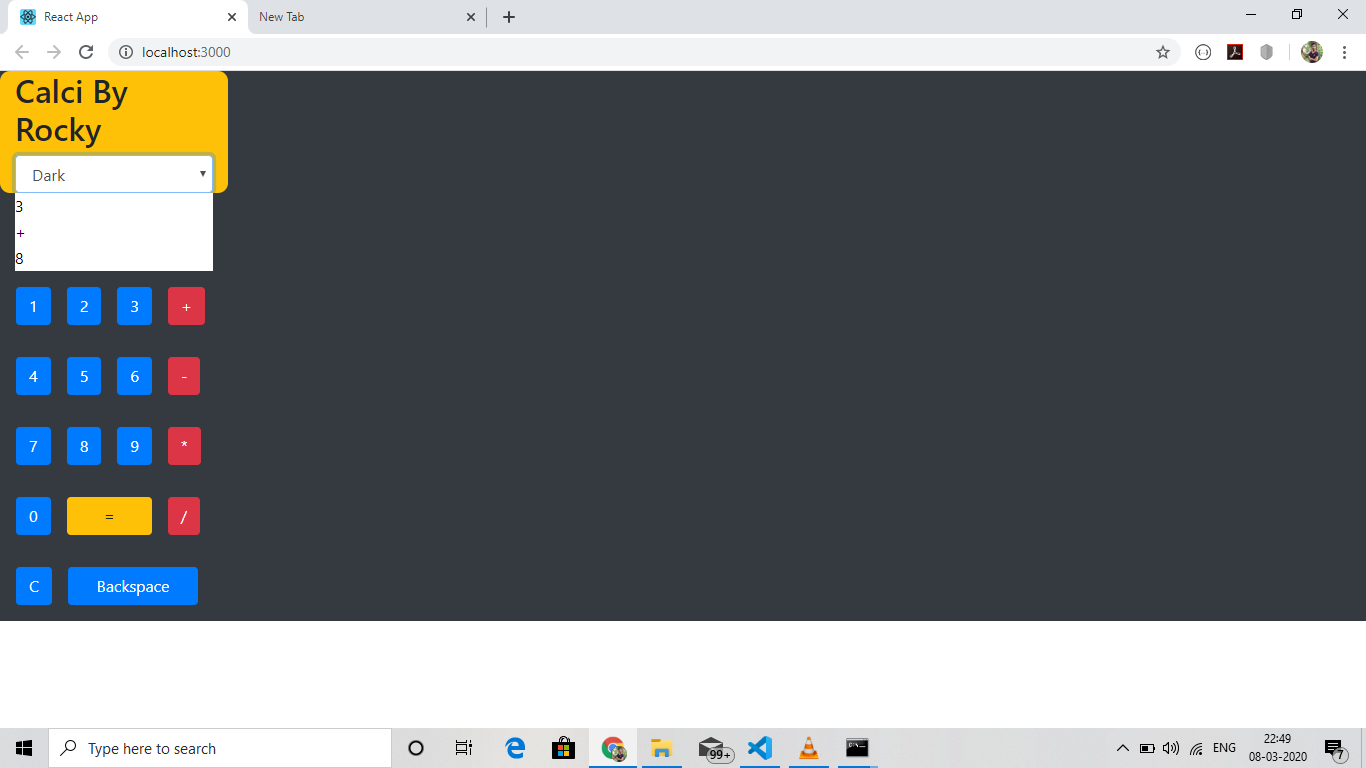 React App
New Tab
localhost:3000
Calci By
Rocky
Dark
3
+
8
1 2 3 +
4 5 6 -
7 8 9 *
0 = /
C Backspace
Type here to search
99+
ENG
22:49
08-03-2020
7